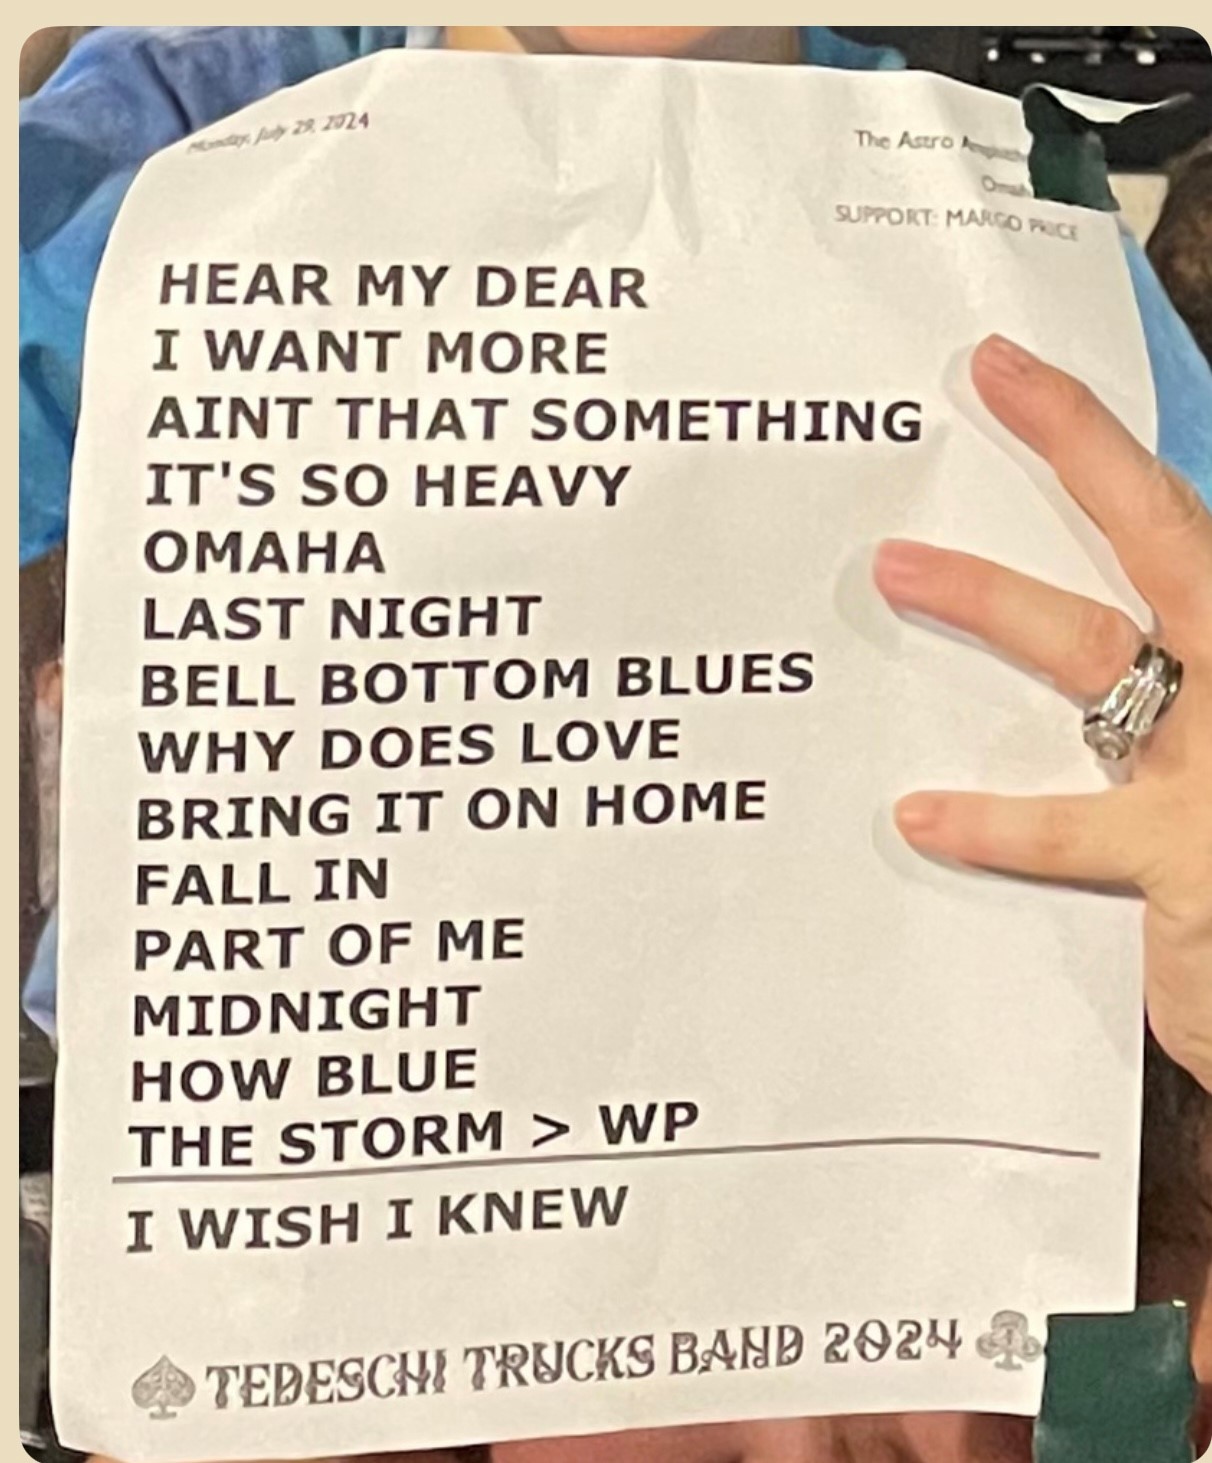 Monday, July 29, 2024
The Astro
SUPPORT: MARGO PRICE
HEAR MY DEAR
I WANT MORE
AINT THAT SOMETHING
IT'S SO HEAVY
OMAHA
LAST NIGHT
BELL BOTTOM BLUES
WHY DOES LOVE
BRING IT ON HOME
FALL IN
PART OF ME
MIDNIGHT
HOW BLUE
THE STORM > WP
I WISH I KNEW
TEDESCHI TRUCKS BAND 2024